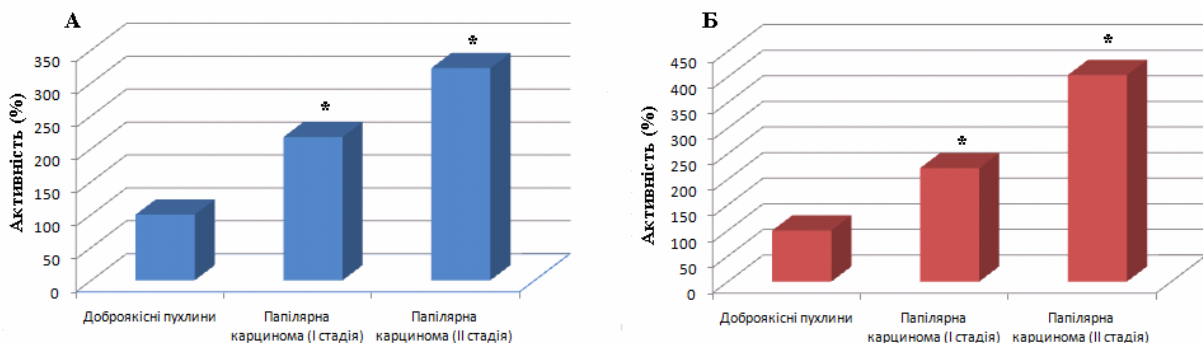 А
Активність (%)
350
300
250
200
150
100
50
0
*
*
Доброякісні пухлини
Папілярна
карцинома (І стадія)
Папілярна
карцинома (ІІ стадія)
Б
Активність (%)
450
400
350
300
250
200
150
100
50
0
*
*
Доброякісні пухлини
Папілярна
карцинома (І стадія)
Папілярна
карцинома (ІІ стадія)